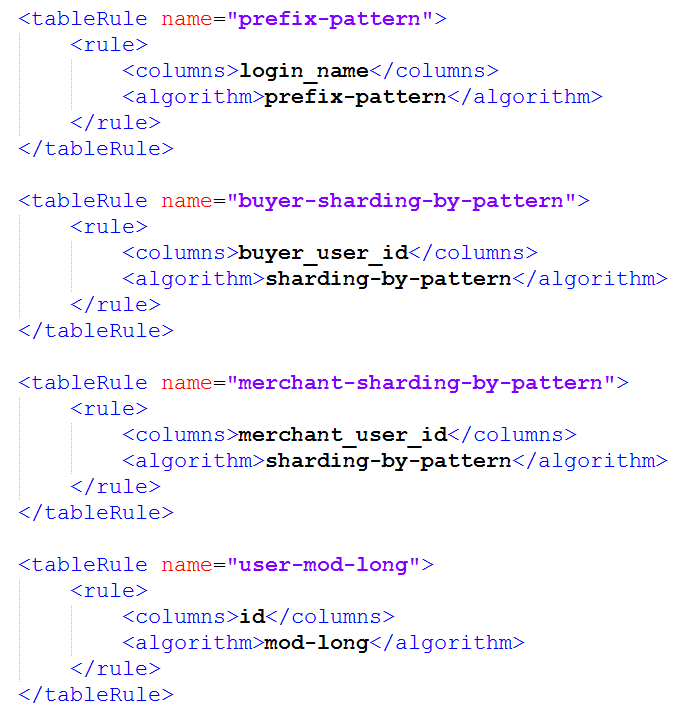 <tableRule name="prefix-pattern">
    <rule>
        <columns>login_name</columns>
        <algorithm>prefix-pattern</algorithm>
    </rule>
</tableRule>

<tableRule name="buyer-sharding-by-pattern">
    <rule>
        <columns>buyer_user_id</columns>
        <algorithm>sharding-by-pattern</algorithm>
    </rule>
</tableRule>

<tableRule name="merchant-sharding-by-pattern">
    <rule>
        <columns>merchant_user_id</columns>
        <algorithm>sharding-by-pattern</algorithm>
    </rule>
</tableRule>

<tableRule name="user-mod-long">
    <rule>
        <columns>id</columns>
        <algorithm>mod-long</algorithm>
    </rule>
</tableRule>